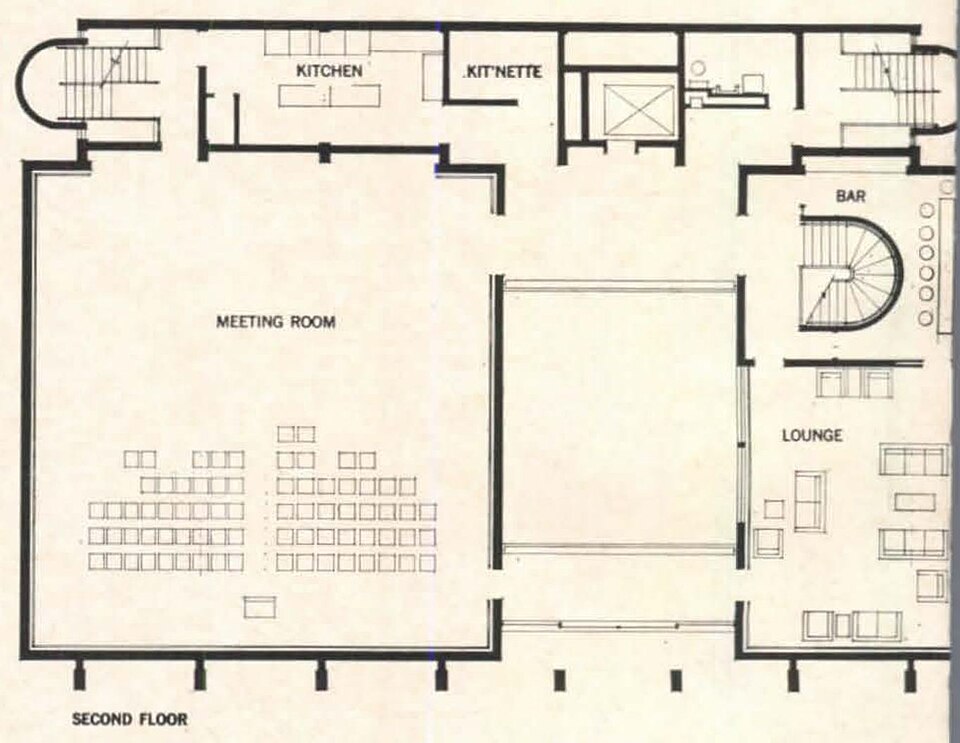 KITCHEN
KIT'NETTE
BAR
MEETING ROOM
LOUNGE
SECOND FLOOR